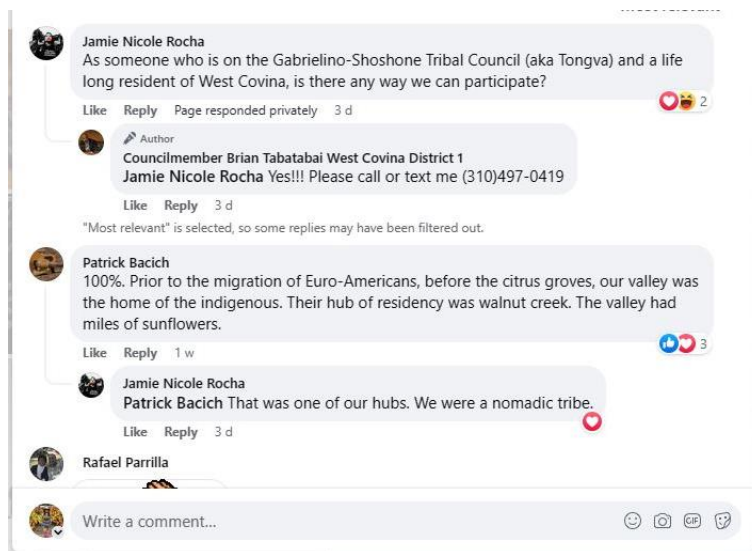 Jamie Nicole Rocha
As someone who is on the Gabrielino-Shoshone Tribal Council (aka Tongva) and a life
long resident of West Covina, is there any way we can participate?
Like Reply Page responded privately 3 d
2
Author
Councilmember Brian Tabatabai West Covina District 1
Jamie Nicole Rocha Yes!!! Please call or text me (310)497-0419
Like Reply 3 d
"Most relevant" is selected, so some replies may have been filtered out.
Patrick Bacich
100%. Prior to the migration of Euro-Americans, before the citrus groves, our valley was
the home of the indigenous. Their hub of residency was walnut creek. The valley had
miles of sunflowers.
3
Like Reply 1 w
Jamie Nicole Rocha
Patrick Bacich That was one of our hubs. We were a nomadic tribe.
Like Reply 3 d
Rafael Parrilla
Write a comment...
GIF